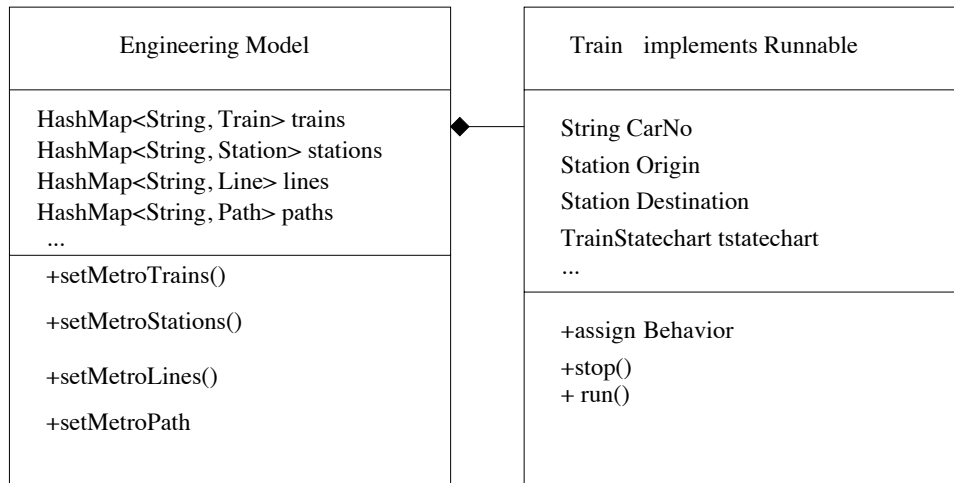 Engineering Model
HashMap<String, Train> trains
HashMap<String, Station> stations
HashMap<String, Line> lines
HashMap<String, Path> paths
...
+setMetroTrains()
+setMetroStations()
+setMetroLines()
+setMetroPath
Train implements Runnable
String CarNo
Station Origin
Station Destination
TrainStatechart tstatechart
...
+assign Behavior
+stop()
+ run()